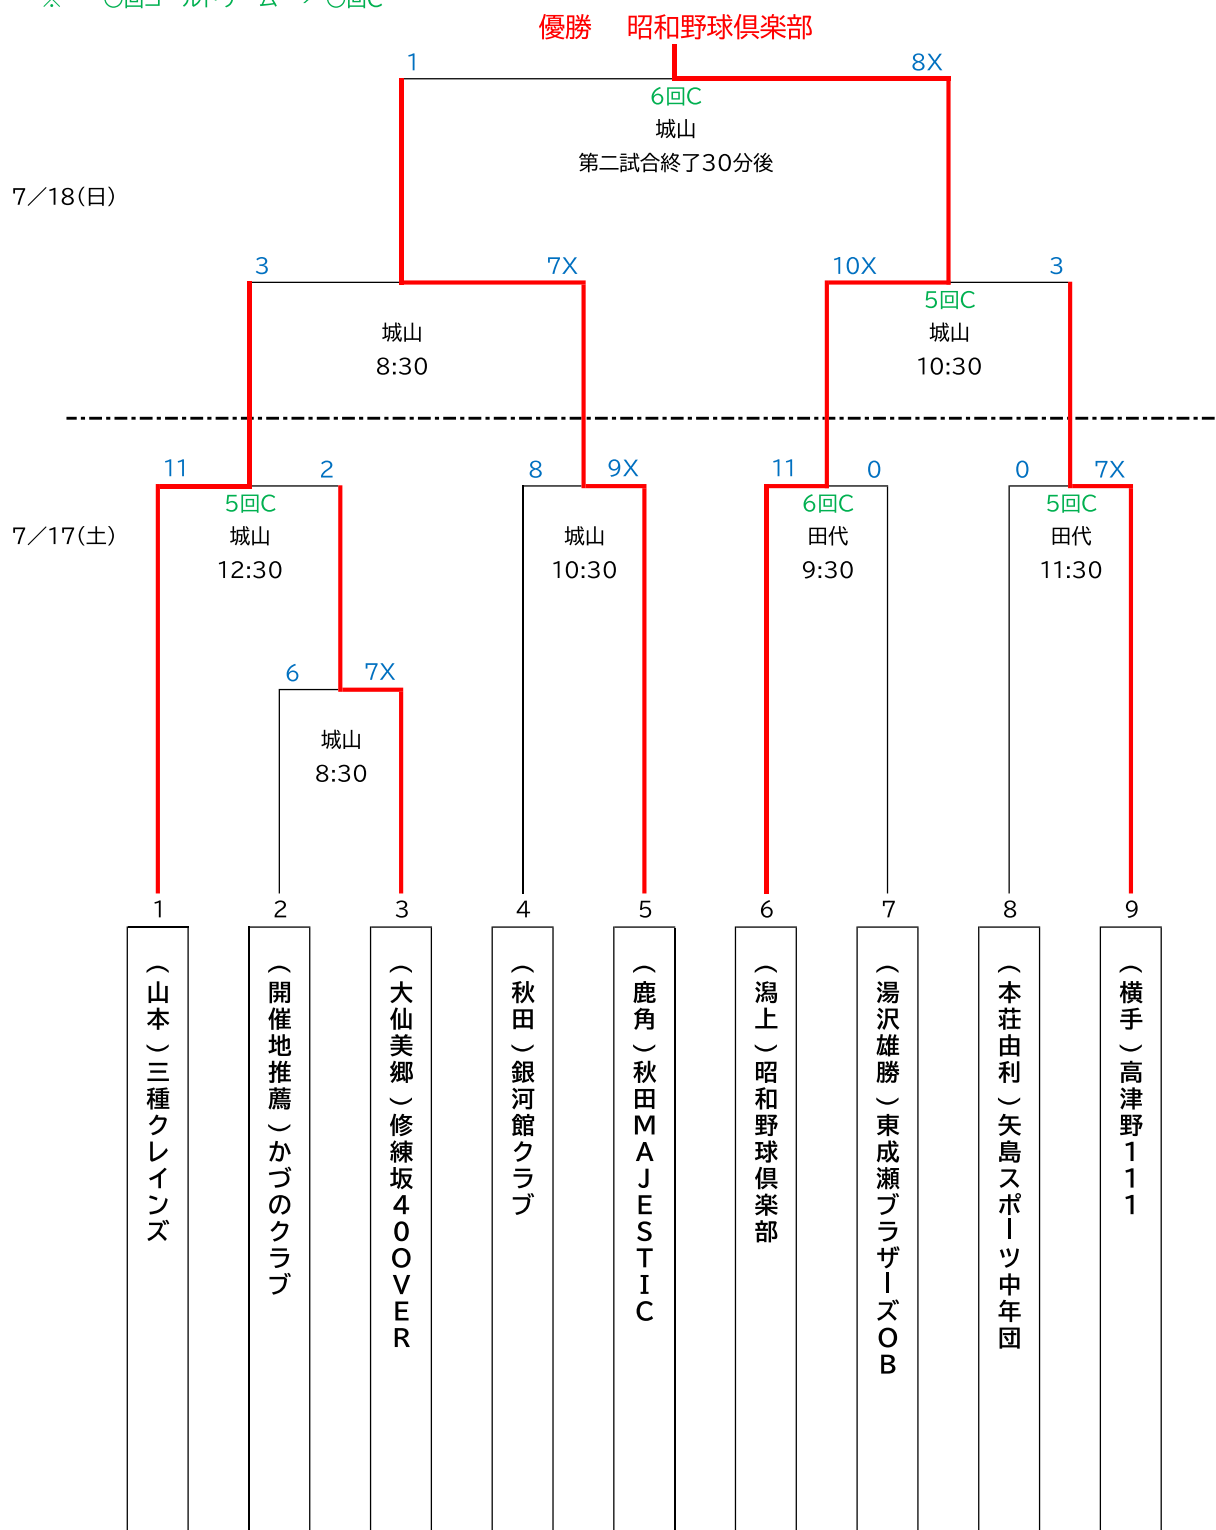 優勝 昭和野球倶楽部
1 8X
6回C
城山
第二試合終了30分後
7／18(日)
3 7X 10X 3
5回C
城山 城山
8:30 10:30
11 2 8 9X 11 0 0 7X
5回C 6回C 5回C
7／17(土) 城山 城山 田代 田代
12:30 10:30 9:30 11:30
6 7X
城山
8:30
1 2 3 4 5 6 7 8 9
（山本）三種クレインズ
（開催地推薦）かづのクラブ
（大仙美郷）修練坂４０OVER
（秋田）銀河館クラブ
（鹿角）秋田MAJESTIC
（潟上）昭和野球倶楽部
（湯沢雄勝）東成瀬ブラザーズOB
（本荘由利）矢島スポーツ中年団
（横手）高津野１１１